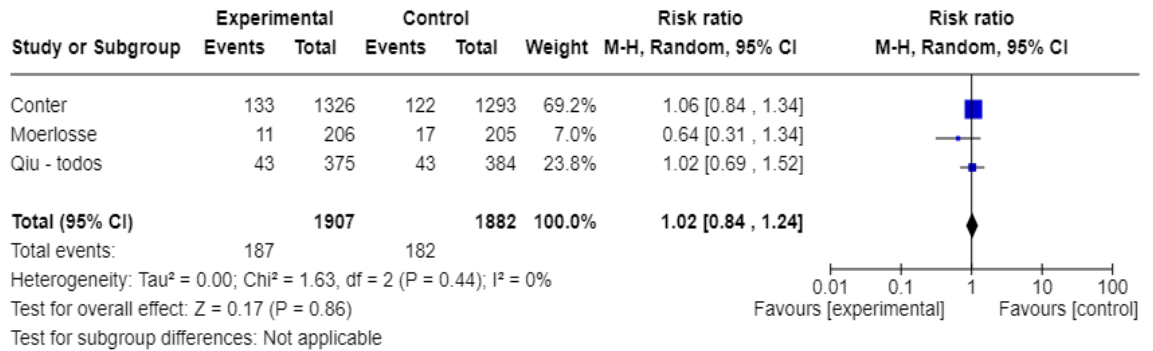 Experimental Control Risk ratio Risk ratio
Study or Subgroup Events Total Events Total Weight M-H, Random, 95% CI M-H, Random, 95% CI
Conter 133 1326 122 1293 69.2% 1.06 [0.84 , 1.34]
Moerlosse 11 206 17 205 7.0% 0.64 [0.31 , 1.34]
Qiu - todos 43 375 43 384 23.8% 1.02 [0.69 , 1.52]
Total (95% CI) 1907 1882 100.0% 1.02 [0.84 , 1.24]
Total events: 187 182
Heterogeneity: Tau² = 0.00; Chi² = 1.63, df = 2 (P = 0.44); I² = 0%
0.01 0.1 1 10 100
Test for overall effect: Z = 0.17 (P = 0.86) Favours [experimental] Favours [control]
Test for subgroup differences: Not applicable